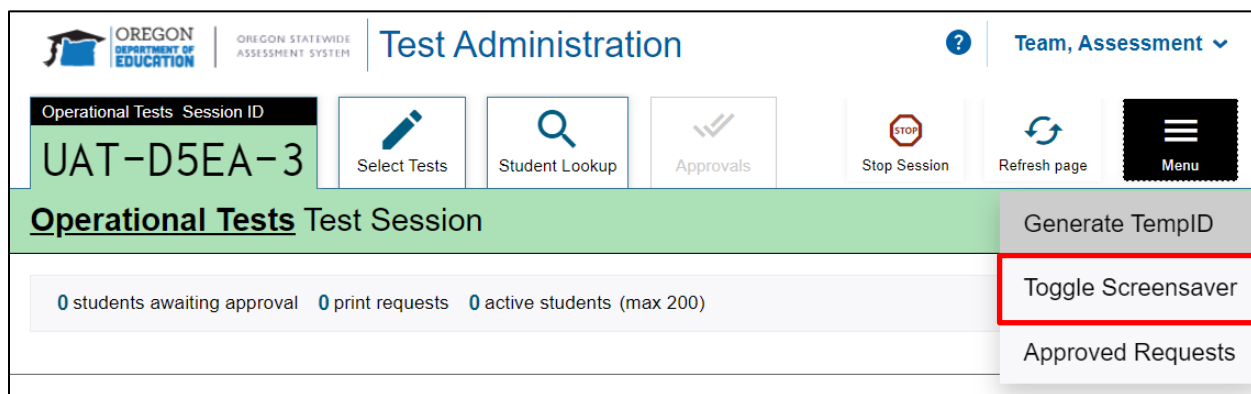 OREGON
DEPARTMENT OF
EDUCATION
OREGON STATEWIDE
ASSESSMENT SYSTEM
Test Administration
?
Team, Assessment
Operational Tests Session ID
UAT-D5EA-3
Select Tests
Student Lookup
Approvals
STOP
Stop Session
Refresh page
Menu
Operational Tests Test Session
Generate TempID
Toggle Screensaver
Approved Requests
0 students awaiting approval 0 print requests 0 active students (max 200)